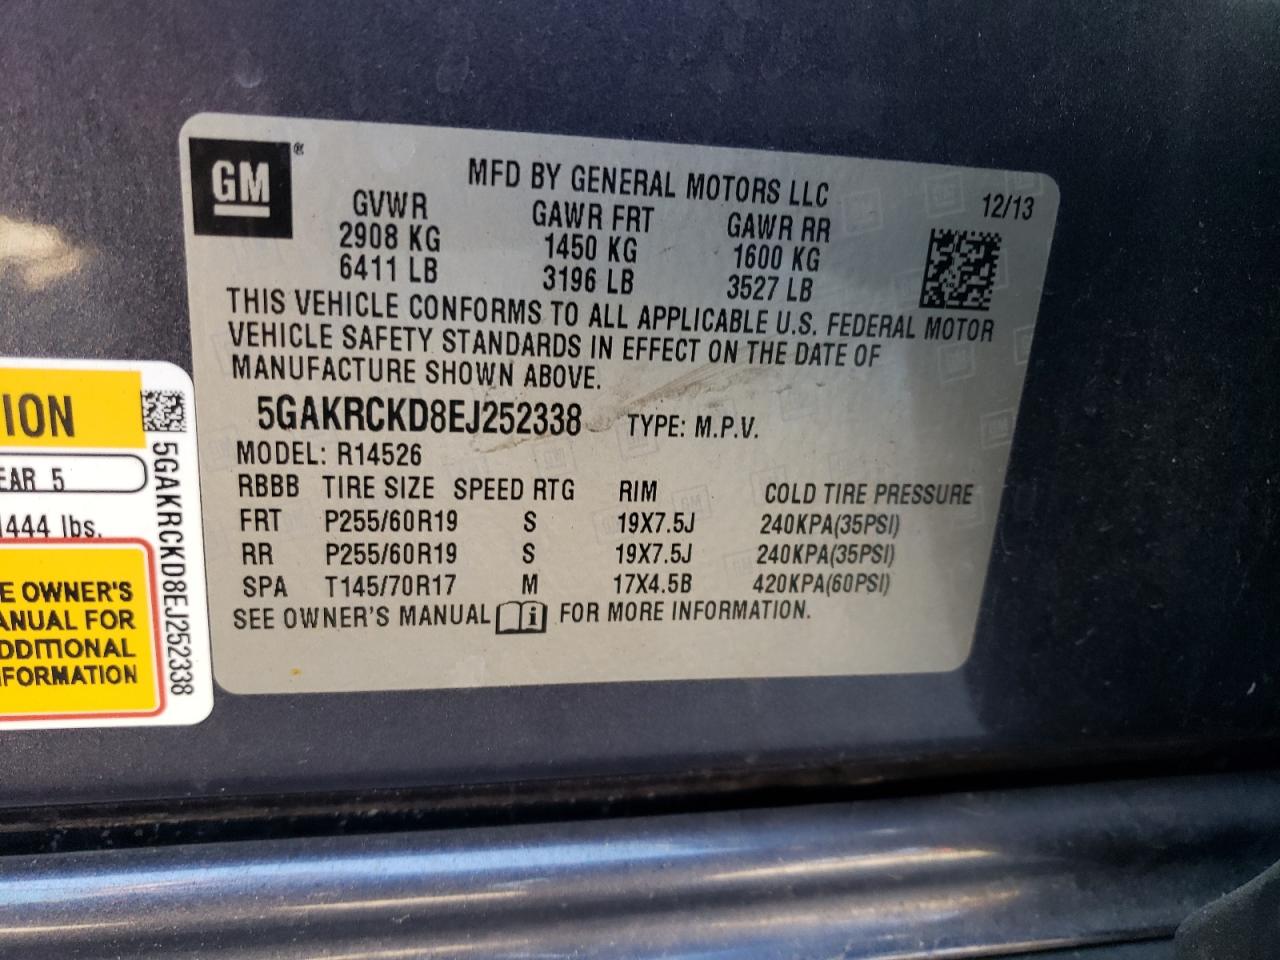 GM®
MFD BY GENERAL MOTORS LLC
12/13
GVWR GAWR FRT GAWR RR
2908 KG 1450 KG 1600 KG
6411 LB 3196 LB 3527 LB
THIS VEHICLE CONFORMS TO ALL APPLICABLE U.S. FEDERAL MOTOR
VEHICLE SAFETY STANDARDS IN EFFECT ON THE DATE OF
MANUFACTURE SHOWN ABOVE.
5GAKRCKD8EJ252338 TYPE: M.P.V.
MODEL: R14526
RBBB TIRE SIZE SPEED RTG RIM COLD TIRE PRESSURE
FRT P255/60R19 S 19X7.5J 240KPA(35PSI)
RR P255/60R19 S 19X7.5J 240KPA(35PSI)
SPA T145/70R17 M 17X4.5B 420KPA(60PSI)
SEE OWNER'S MANUAL i FOR MORE INFORMATION.
ION
EAR 5
1444 lbs.
E OWNER'S
ANUAL FOR
DDITIONAL
FORMATION
5GAKRCKD8EJ252338